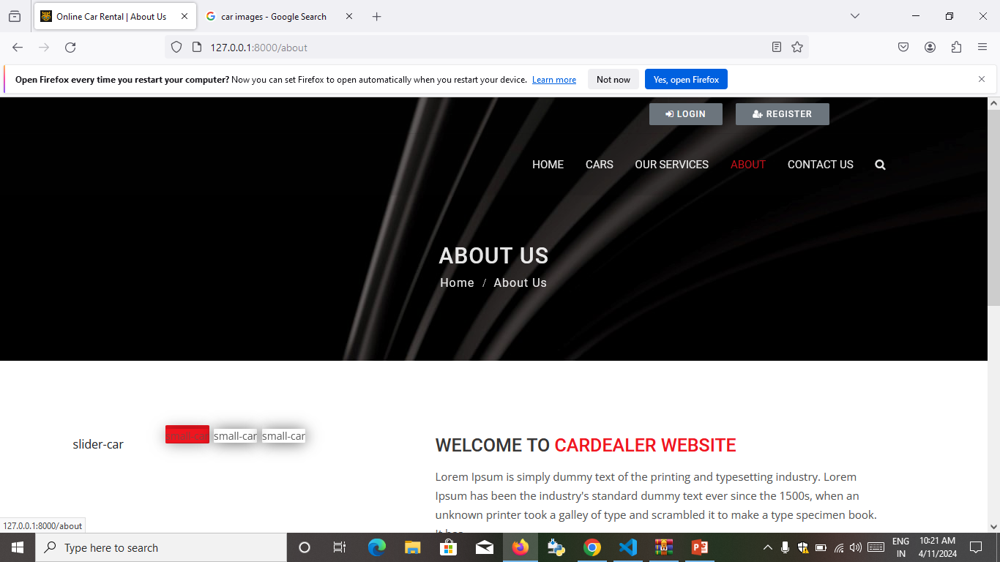 Online Car Rental | About Us
car images - Google Search
127.0.0.1:8000/about
Open Firefox every time you restart your computer? Now you can set Firefox to open automatically when you restart your device. Learn more
Not now
Yes, open Firefox
LOGIN
REGISTER
HOME
CARS
OUR SERVICES
ABOUT
CONTACT US
ABOUT US
Home / About Us
slider-car
small-car
small-car
small-car
WELCOME TO CARDEALER WEBSITE
Lorem Ipsum is simply dummy text of the printing and typesetting industry. Lorem
Ipsum has been the industry's standard dummy text ever since the 1500s, when an
unknown printer took a galley of type and scrambled it to make a type specimen book.
It has
127.0.0.1:8000/about
Type here to search
ENG
IN
10:21 AM
4/11/2024